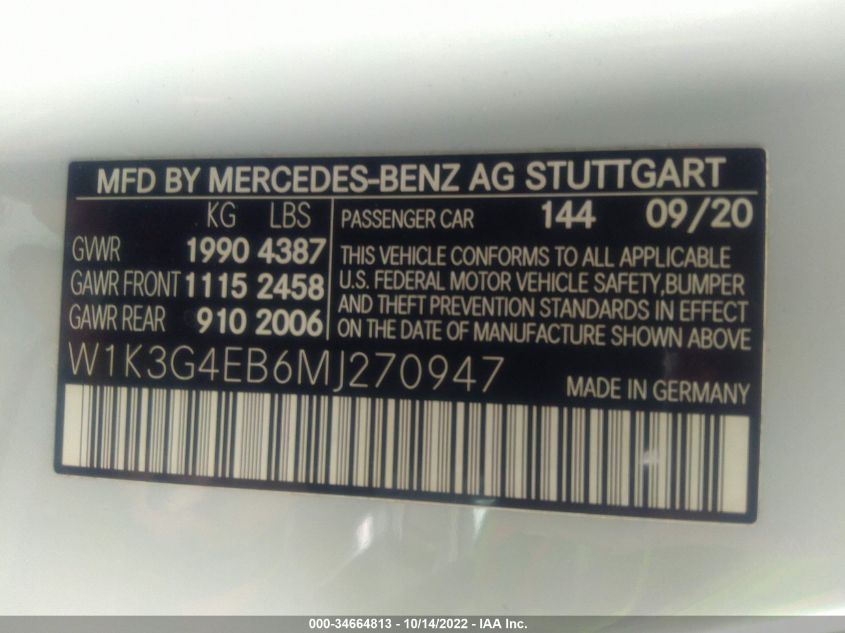 MFD BY MERCEDES-BENZ AG STUTTGART
KG LBS
GVWR 1990 4387
GAWR FRONT 1115 2458
GAWR REAR 910 2006
PASSENGER CAR 144 09/20
THIS VEHICLE CONFORMS TO ALL APPLICABLE
U.S. FEDERAL MOTOR VEHICLE SAFETY,BUMPER
AND THEFT PREVENTION STANDARDS IN EFFECT
ON THE DATE OF MANUFACTURE SHOWN ABOVE
W1K3G4EB6MJ270947
MADE IN GERMANY
000-34664813 - 10/14/2022 - IAA Inc.